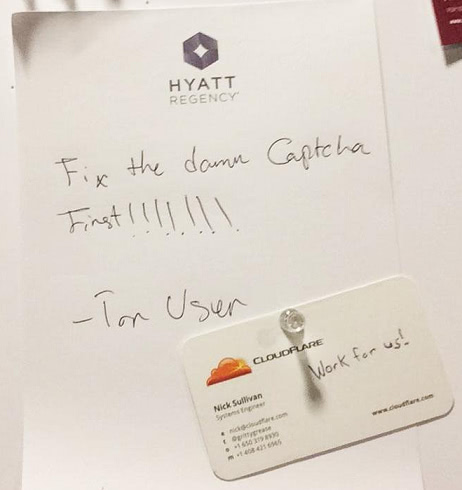 HYATT
REGENCY
Fix the damn Captcha
First!!!!!!!
-Tor User
CLOUDFLARE
Work for us!
Nick Sullivan
Systems Engineer
e nick@cloudflare.com
t @grittygrease
o +1 650 319 8930
m +1 408 421 6965
www.cloudflare.com